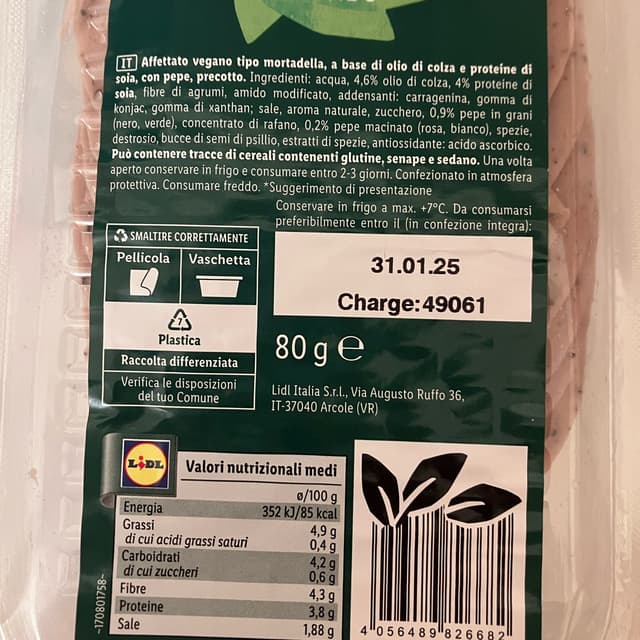 IT Affettato vegano tipo mortadella, a base di olio di colza e proteine di
soia, con pepe, precotto. Ingredienti: acqua, 4,6% olio di colza, 4% proteine di
soia, fibre di agrumi, amido modificato, addensanti: carragenina, gomma di
konjac, gomma di xanthan; sale, aroma naturale, zucchero, 0,9% pepe in grani
(nero, verde), concentrato di rafano, 0,2% pepe macinato (rosa, bianco), spezie,
destrosio, bucce di semi di psillio, estratti di spezie, antiossidante: acido ascorbico.
Può contenere tracce di cereali contenenti glutine, senape e sedano. Una volta
aperto conservare in frigo e consumare entro 2-3 giorni. Confezionato in atmosfera
protettiva. Consumare freddo. *Suggerimento di presentazione
Conservare in frigo a max. +7°C. Da consumarsi
preferibilmente entro il (in confezione integra):
SMALTIRE CORRETTAMENTE
Pellicola Vaschetta
7
Plastica
Raccolta differenziata
Verifica le disposizioni
del tuo Comune
31.01.25
Charge: 49061
80 g e
Lidl Italia S.r.l., Via Augusto Ruffo 36,
IT-37040 Arcole (VR)
LIDL
Valori nutrizionali medi
ø/100 g
Energia 352 kJ/85 kcal
Grassi 4,9 g
di cui acidi grassi saturi 0,4 g
Carboidrati 4,2 g
di cui zuccheri 0,6 g
Fibre 4,3 g
Proteine 3,8 g
Sale 1,88 g
-170801758-
4 056489 826682